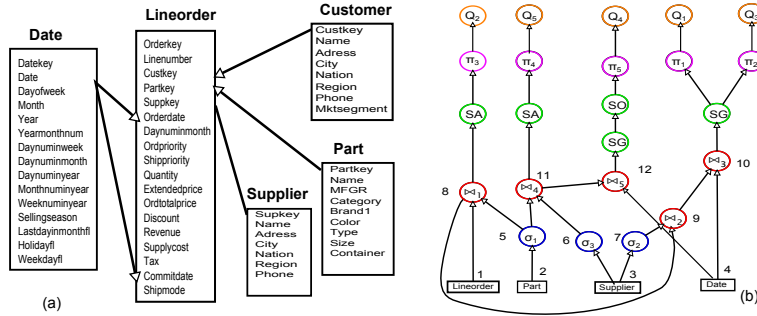 Date
Datekey
Date
Dayofweek
Month
Year
Yearmonthnum
Daynuminweek
Daynuminmonth
Daynuminyear
Monthnuminyear
Weeknuminyear
Sellingseason
Lastdayinmonthfl
Holidayfl
Weekdayfl
(a)
Lineorder
Orderkey
Linenumber
Custkey
Partkey
Suppkey
Orderdate
Daynuminmonth
Ordpriority
Shippriority
Quantity
Extendedprice
Ordtotalprice
Discount
Revenue
Supplycost
Tax
Commitdate
Shipmode
Customer
Custkey
Name
Adress
City
Nation
Region
Phone
Mktsegment
Supplier
Supkey
Name
Adress
City
Nation
Region
Phone
Part
Partkey
Name
MFGR
Category
Brand1
Color
Type
Size
Container
Q2 Q5 Q4 Q1 Q3
π3 π4 π5 π1 π2
SA SA SO SG
SG
8 ⋈1 11 ⋈4 12 ⋈5 ⋈3 10
⋈2 9
5 σ1 6 σ3 7 σ2
1 2 3 4
Lineorder Part Supplier Date
(b)